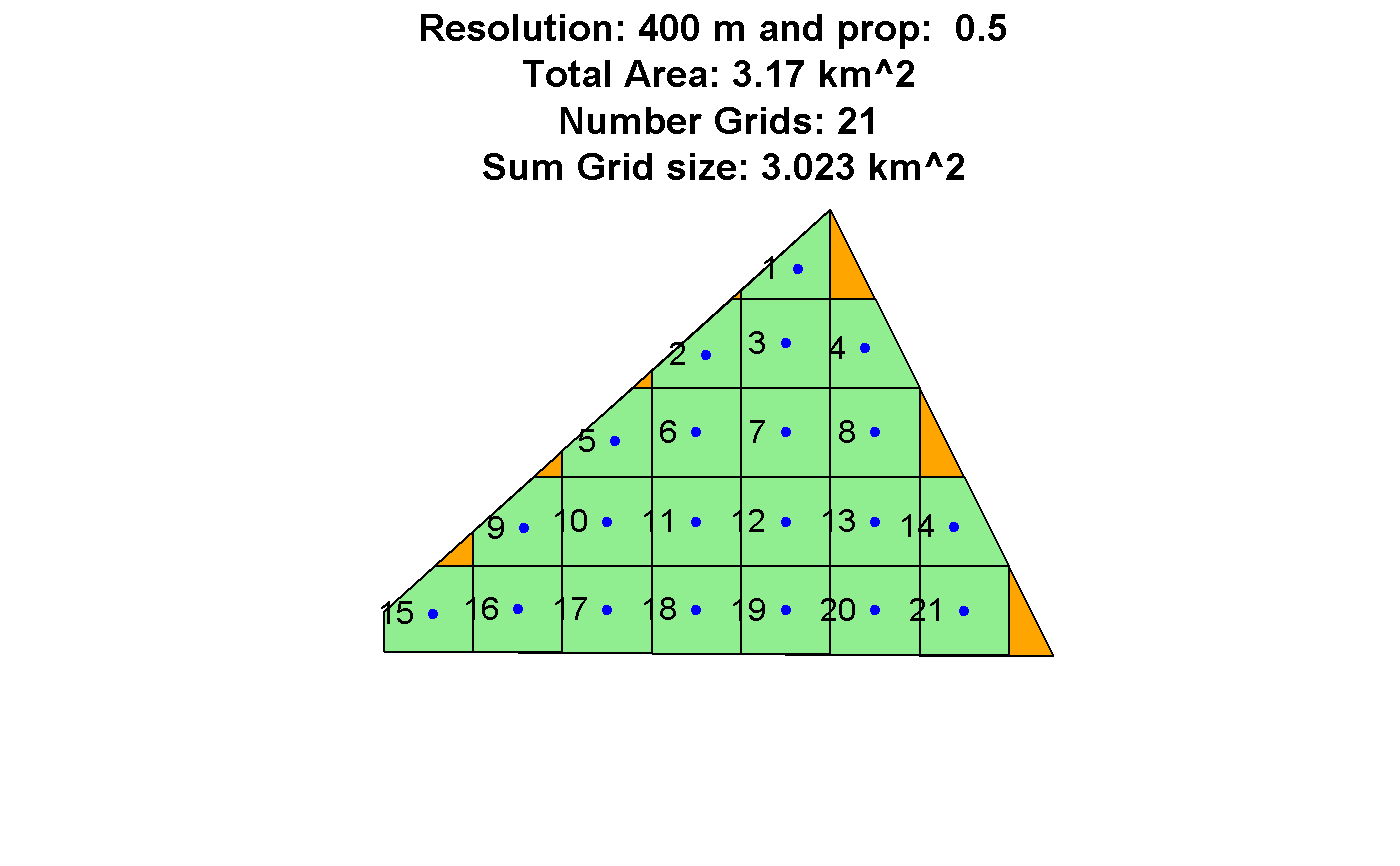 Resolution: 400 m and prop:  0.5
Total Area: 3.17 km^2
Number Grids: 21
Sum Grid size: 3.023 km^2
1
2 3 4
5 6 7 8
9 10 11 12 13 14
15 16 17 18 19 20 21